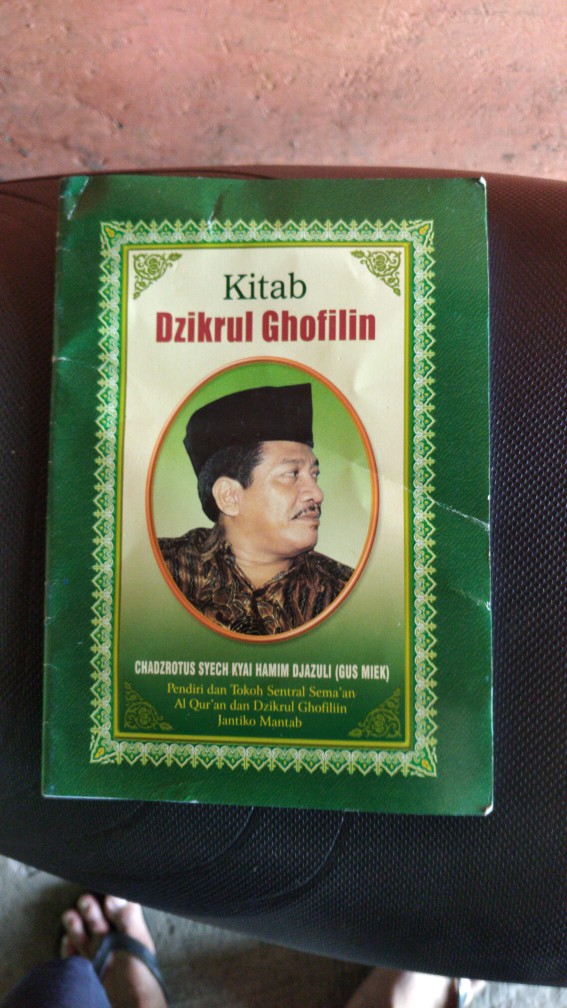 Kitab
Dzikrul Ghofilin
CHADZROTUS SYECH KYAI HAMIM DJAZULI (GUS MIEK)
Pendiri dan Tokoh Sentral Sema'an
Al Qur'an dan Dzikrul Ghofiliin
Jantiko Mantab